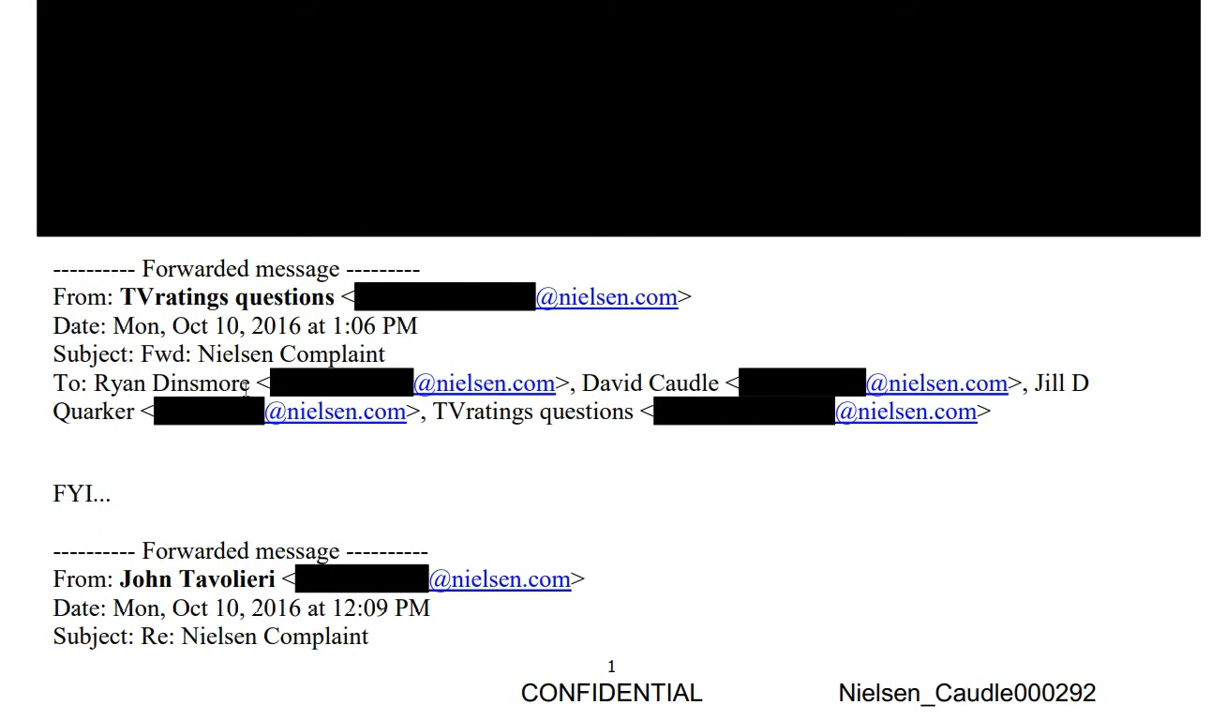 ---------- Forwarded message ---------
From: TVratings questions <@nielsen.com>
Date: Mon, Oct 10, 2016 at 1:06 PM
Subject: Fwd: Nielsen Complaint
To: Ryan Dinsmore <@nielsen.com>, David Caudle <@nielsen.com>, Jill D
Quarker <@nielsen.com>, TVratings questions <@nielsen.com>
FYI...
---------- Forwarded message ----------
From: John Tavolieri <@nielsen.com>
Date: Mon, Oct 10, 2016 at 12:09 PM
Subject: Re: Nielsen Complaint
1
CONFIDENTIAL Nielsen_Caudle000292